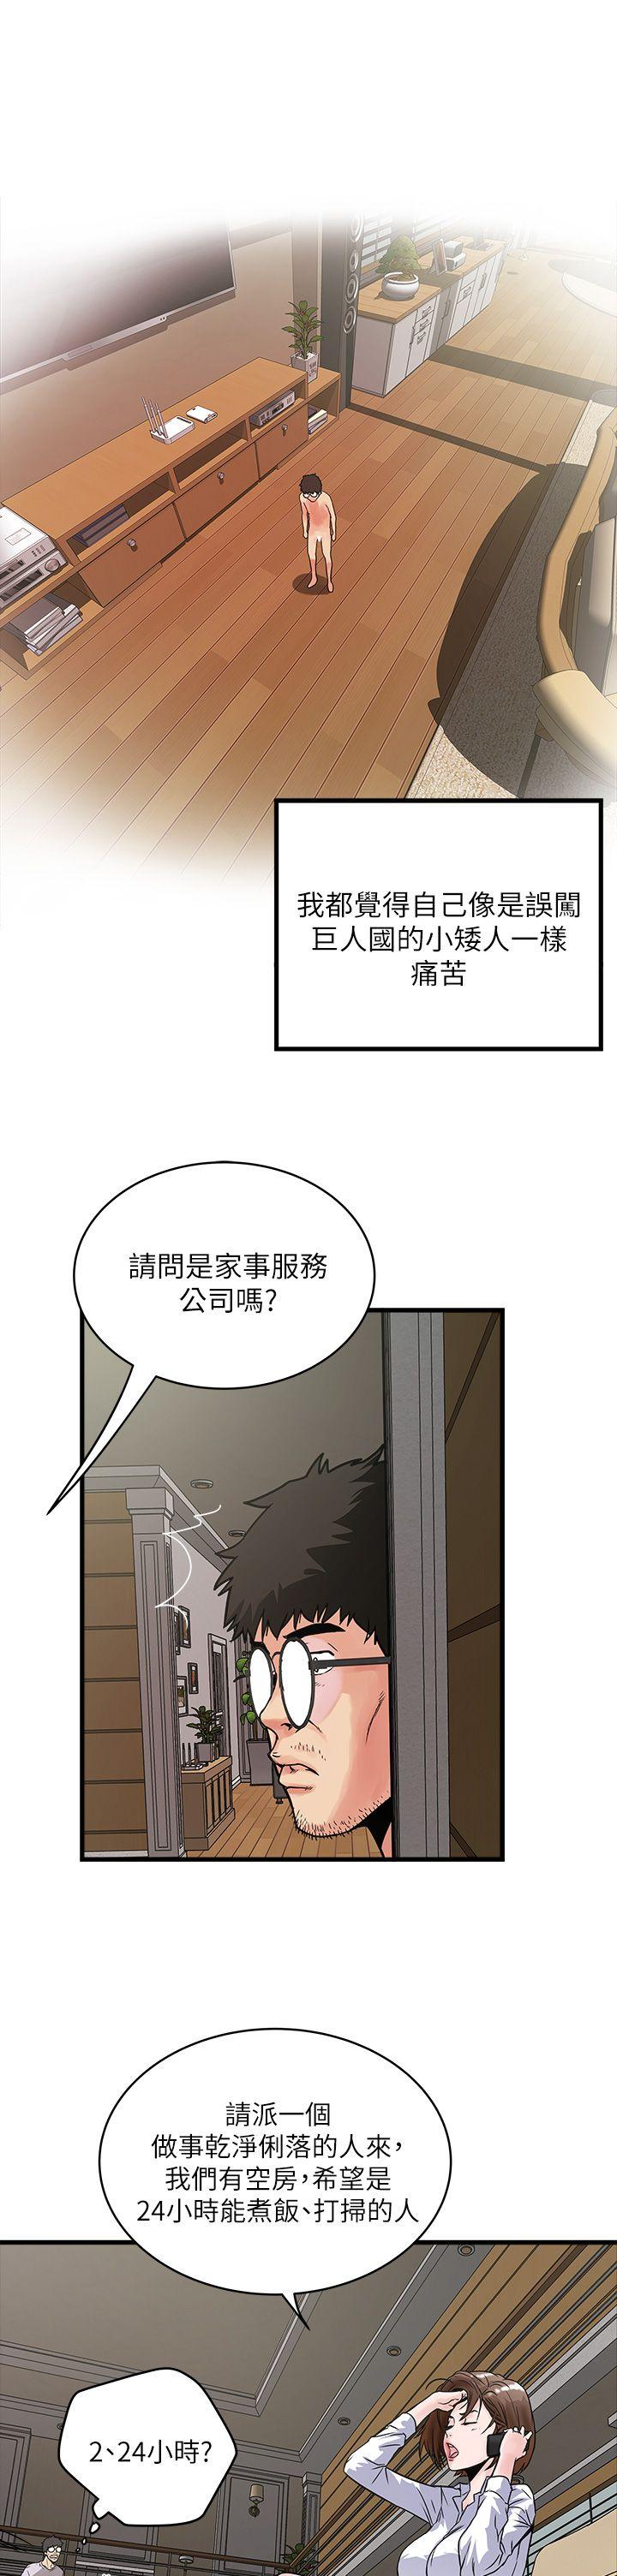 我都覺得自己像是誤闖
巨人國的小矮人一樣
痛苦
請問是家事服務
公司嗎?
請派一個
做事乾淨俐落的人來,
我們有空房,希望是
24小時能煮飯、打掃的人
2、24小時?